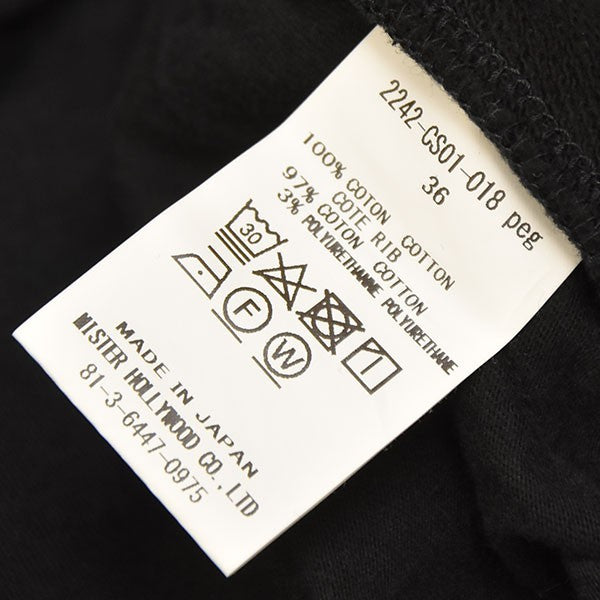 2242-CS01-018 peg
36
100% COTON COTTON
COTE RIB
97% COTON COTTON
3% POLYURETHANNE POLYURETHANE
30
F
W
MADE IN JAPAN
MISTER HOLLYWOOD CO., LTD
81-3-6447-0975